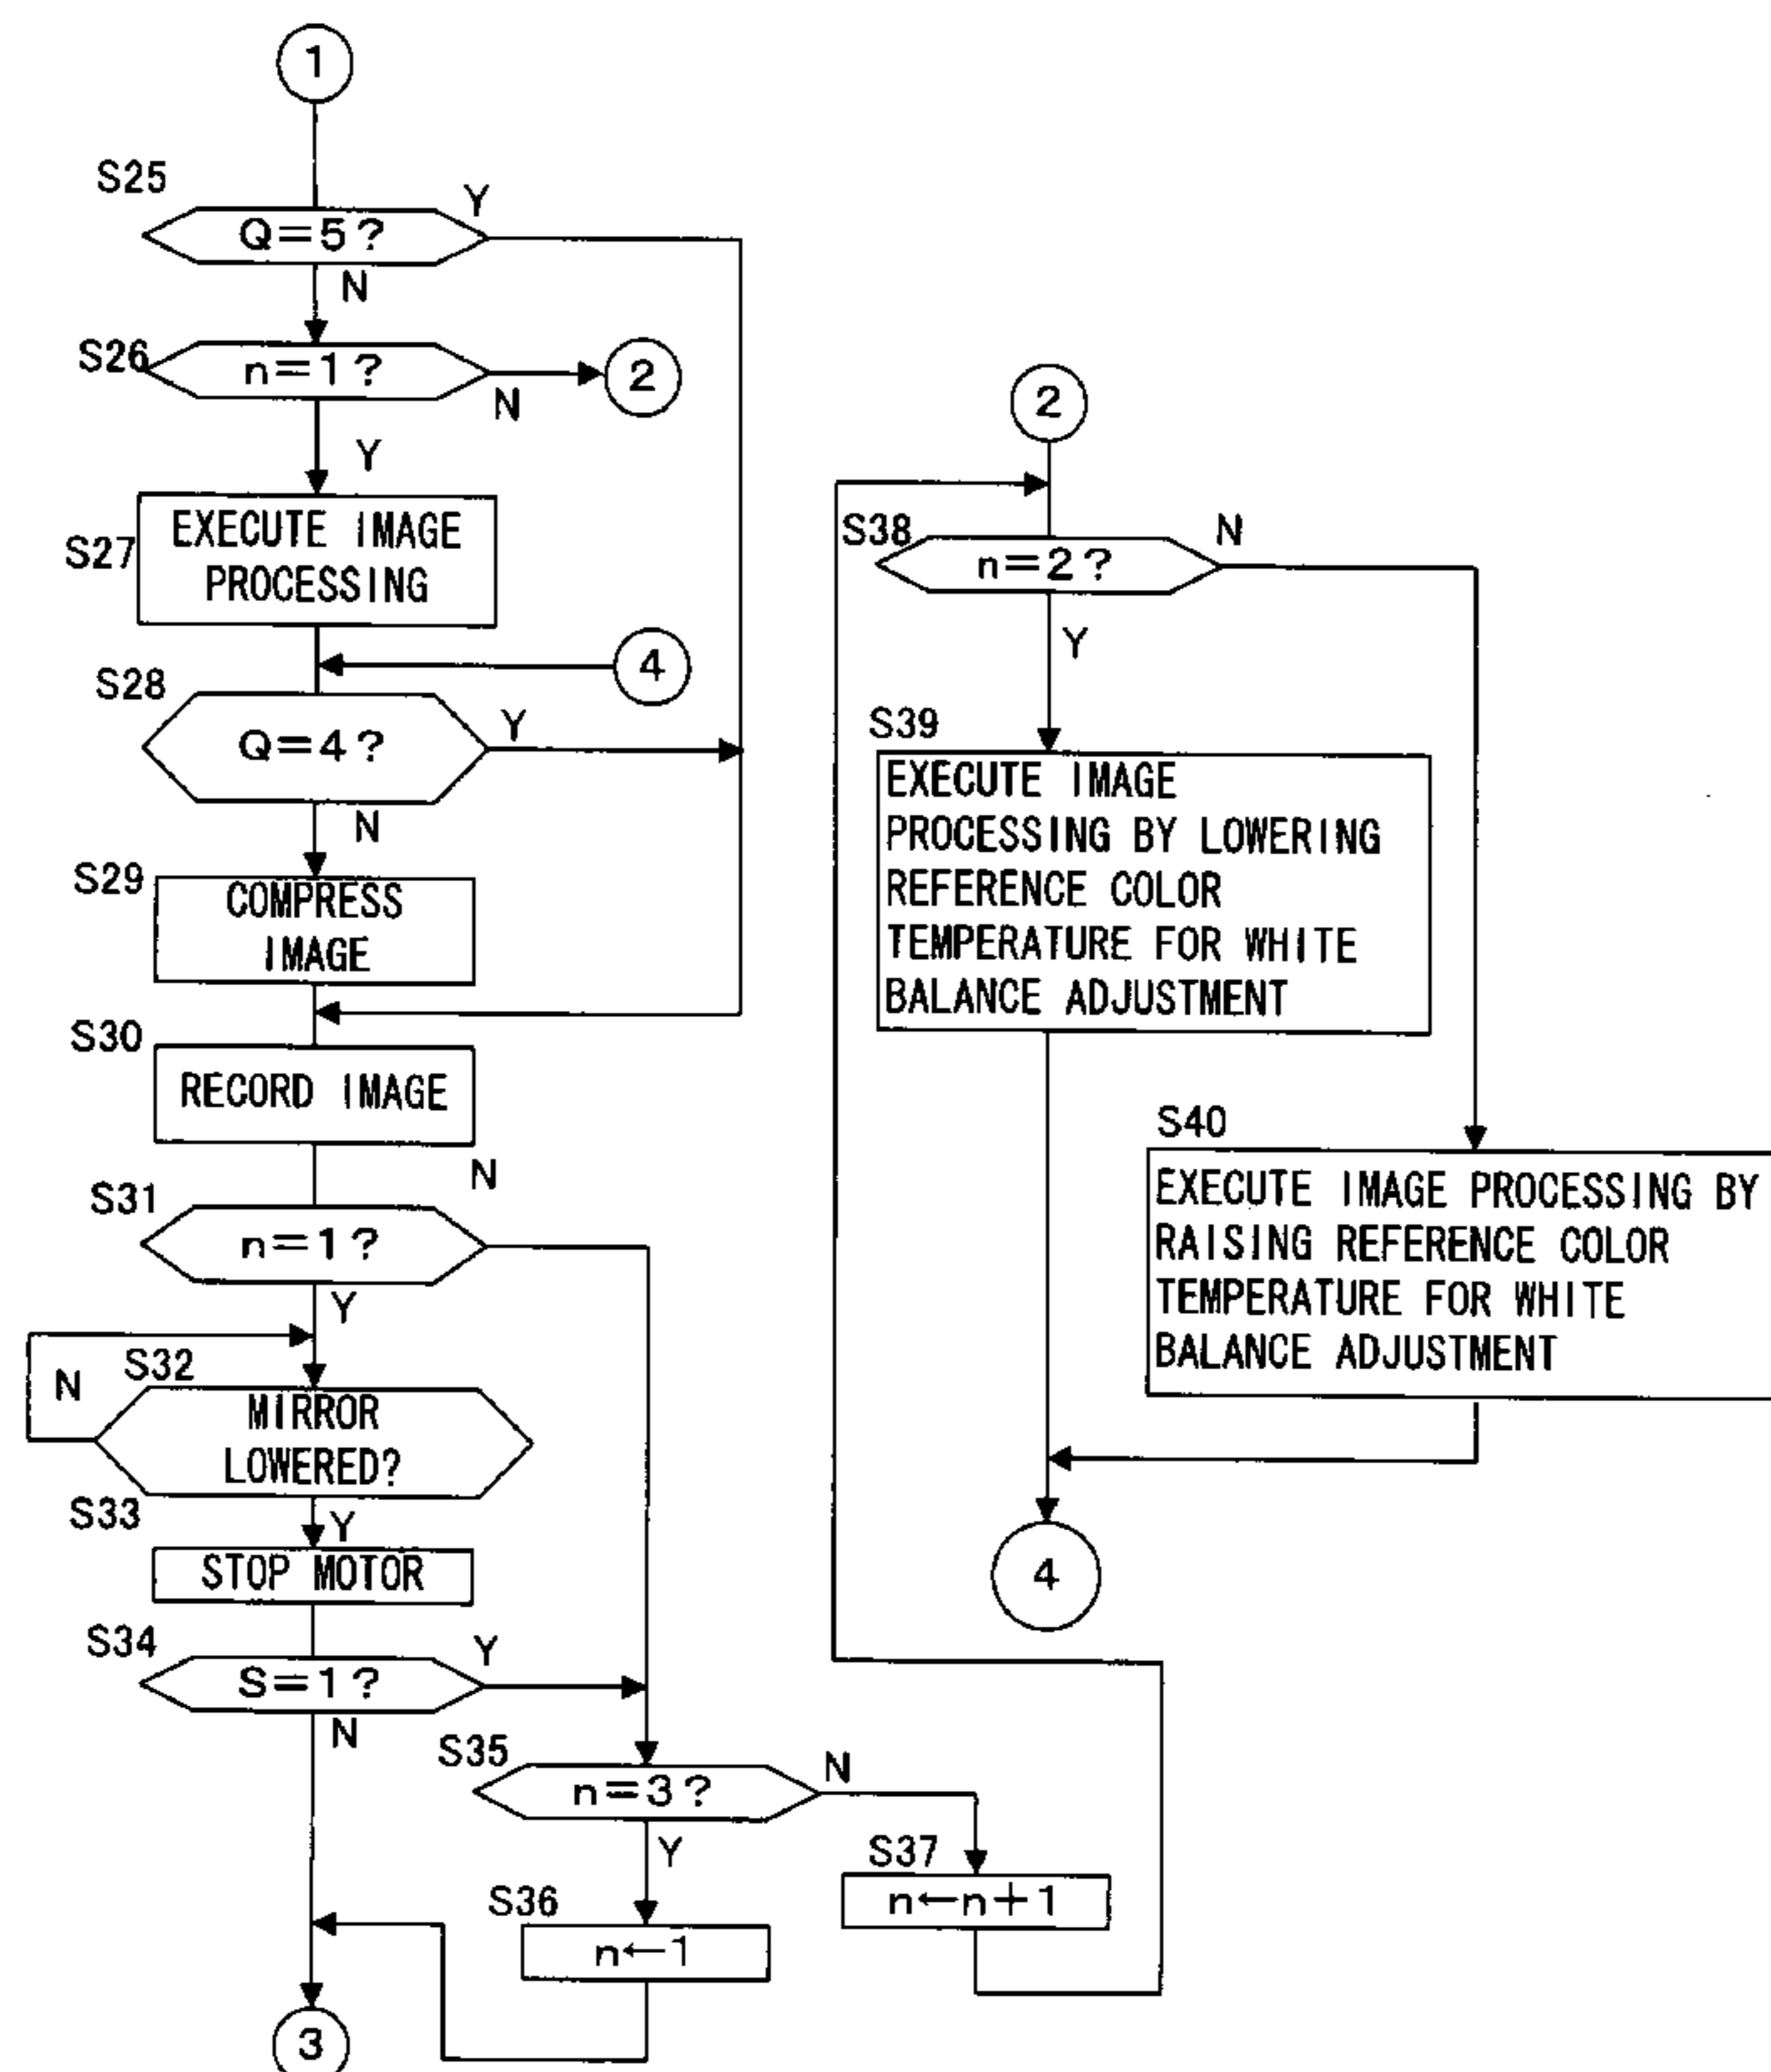 1
S25
Q=5?
Y
N
S26
n=1?
N
2
Y
S27
EXECUTE IMAGE
PROCESSING
4
S28
Q=4?
Y
N
S29
COMPRESS
IMAGE
S30
RECORD IMAGE
N
S31
n=1?
Y
S32
N
MIRROR
LOWERED?
S33
Y
STOP MOTOR
S34
S=1?
Y
N
S35
n=3?
N
Y
S36
n←1
S37
n←n+1
3
2
S38
n=2?
N
Y
S39
EXECUTE IMAGE
PROCESSING BY LOWERING
REFERENCE COLOR
TEMPERATURE FOR WHITE
BALANCE ADJUSTMENT
S40
EXECUTE IMAGE PROCESSING BY
RAISING REFERENCE COLOR
TEMPERATURE FOR WHITE
BALANCE ADJUSTMENT
4